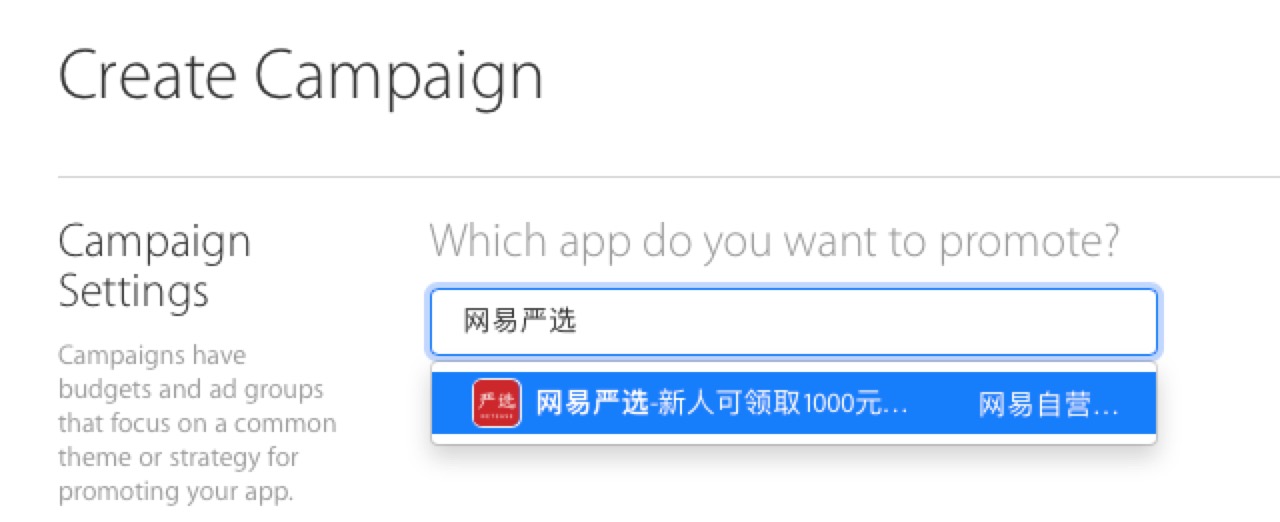 Create Campaign
Campaign
Settings
Campaigns have
budgets and ad groups
that focus on a common
theme or strategy for
promoting your app.
Which app do you want to promote?
网易严选
严选
网易严选-新人可领取1000元... 网易自营...